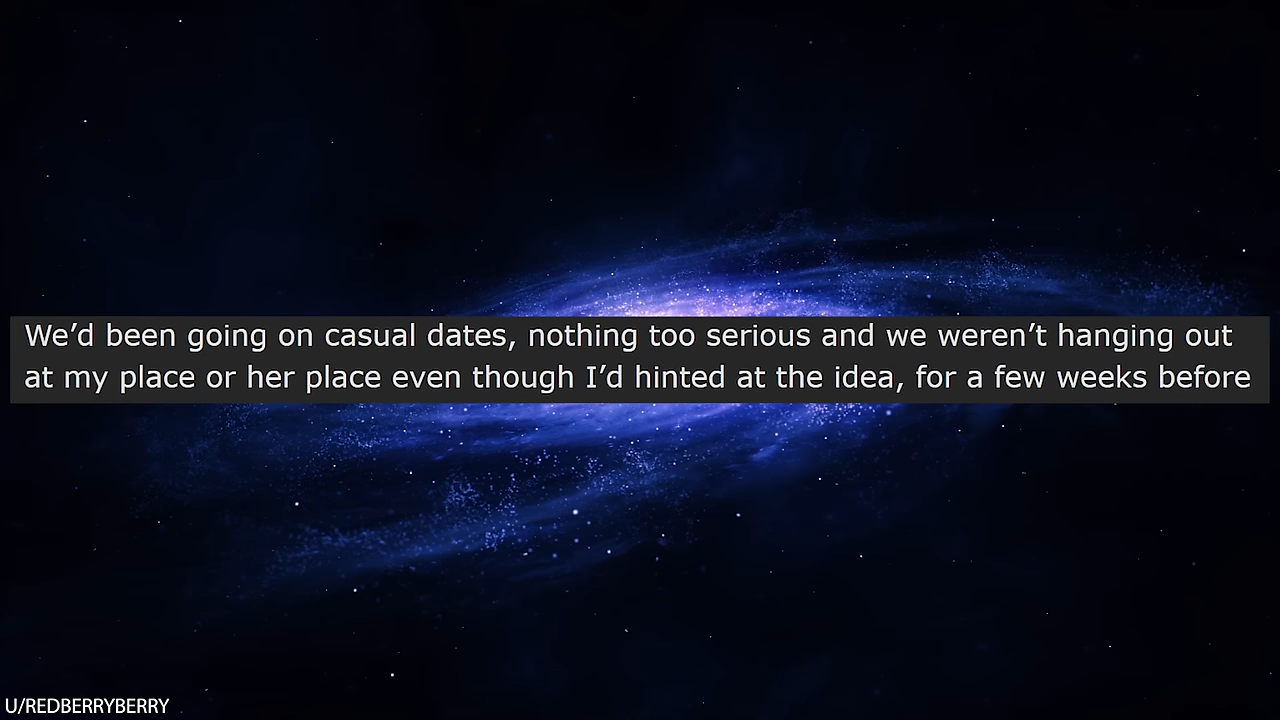 We’d been going on casual dates, nothing too serious and we weren’t hanging out
at my place or her place even though I’d hinted at the idea, for a few weeks before
U/REDBERRYBERRY